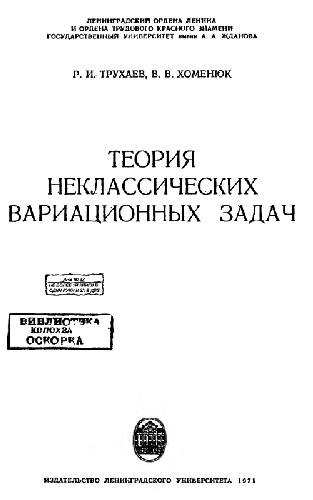 ЛЕНИНГРАДСКИЙ ОРДЕНА ЛЕНИНА
И ОРДЕНА ТРУДОВОГО КРАСНОГО ЗНАМЕНИ
ГОСУДАРСТВЕННЫЙ УНИВЕРСИТЕТ имени А. А. ЖДАНОВА
Р. И. ТРУХАЕВ, В. В. ХОМЕНЮК
ТЕОРИЯ
НЕКЛАССИЧЕСКИХ
ВАРИАЦИОННЫХ ЗАДАЧ
БИБЛИОТЕКА
КОЛХОЗА
ОСКОРКА
ИЗДАТЕЛЬСТВО ЛЕНИНГРАДСКОГО УНИВЕРСИТЕТА 1971